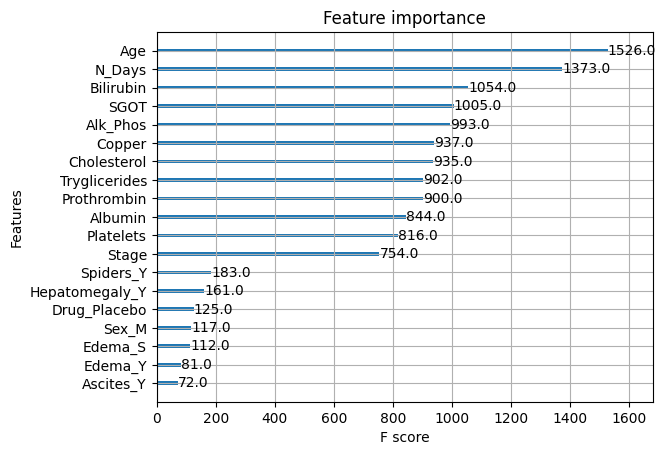 Feature importance
Features
Age 1526.0
N_Days 1373.0
Bilirubin 1054.0
SGOT 1005.0
Alk_Phos 993.0
Copper 937.0
Cholesterol 935.0
Tryglicerides 902.0
Prothrombin 900.0
Albumin 844.0
Platelets 816.0
Stage 754.0
Spiders_Y 183.0
Hepatomegaly_Y 161.0
Drug_Placebo 125.0
Sex_M 117.0
Edema_S 112.0
Edema_Y 81.0
Ascites_Y 72.0
0 200 400 600 800 1000 1200 1400 1600
F score